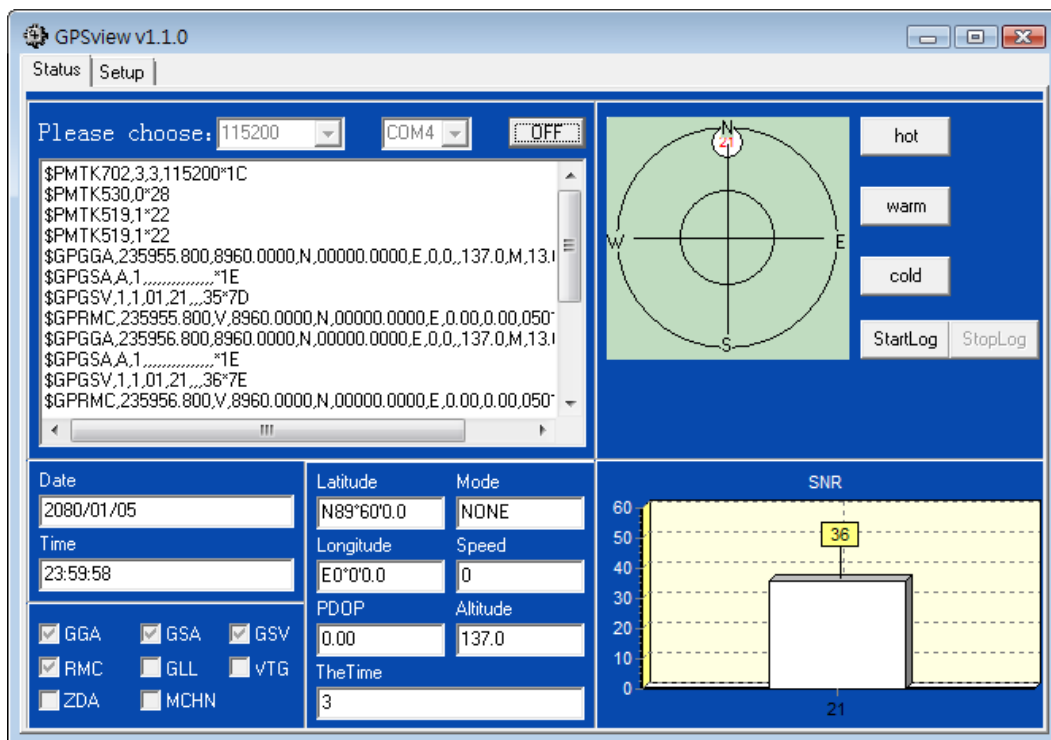 GPSview v1.1.0
Status Setup
Please choose: 115200 COM4 OFF
$PMTK702,3,3,115200*1C
$PMTK530,0*28
$PMTK519,1*22
$PMTK519,1*22
$GPGGA,235955.800,8960.0000,N,00000.0000,E,0,0,,137.0,M,13.
$GPGSA,A,1,,,,,,,,,,,,,,,*1E
$GPGSV,1,1,01,21,,,35*7D
$GPRMC,235955.800,V,8960.0000,N,00000.0000,E,0.00,0.00,050
$GPGGA,235956.800,8960.0000,N,00000.0000,E,0,0,,137.0,M,13.
$GPGSA,A,1,,,,,,,,,,,,,,,*1E
$GPGSV,1,1,01,21,,,36*7E
$GPRMC,235956.800,V,8960.0000,N,00000.0000,E,0.00,0.00,050
N
21
W E
S
hot
warm
cold
StartLog StopLog
Date
2080/01/05
Time
23:59:58
GGA GSA GSV
RMC GLL VTG
ZDA MCHN
Latitude Mode
N89*60'0.0 NONE
Longitude Speed
E0*0'0.0 0
PDOP Altitude
0.00 137.0
TheTime
3
SNR
60
50
40
30
20
10
0
36
21